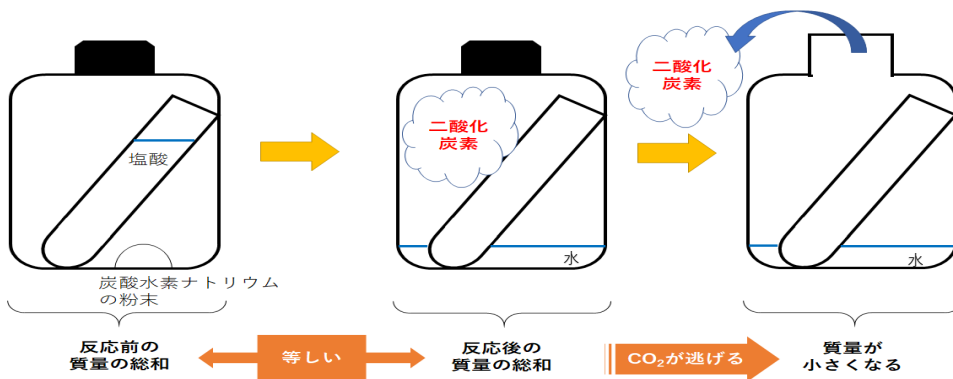 塩酸
炭酸水素ナトリウム
の粉末
二酸化
炭素
水
二酸化
炭素
水
反応前の
質量の総和
等しい
反応後の
質量の総和
CO₂が逃げる
質量が
小さくなる